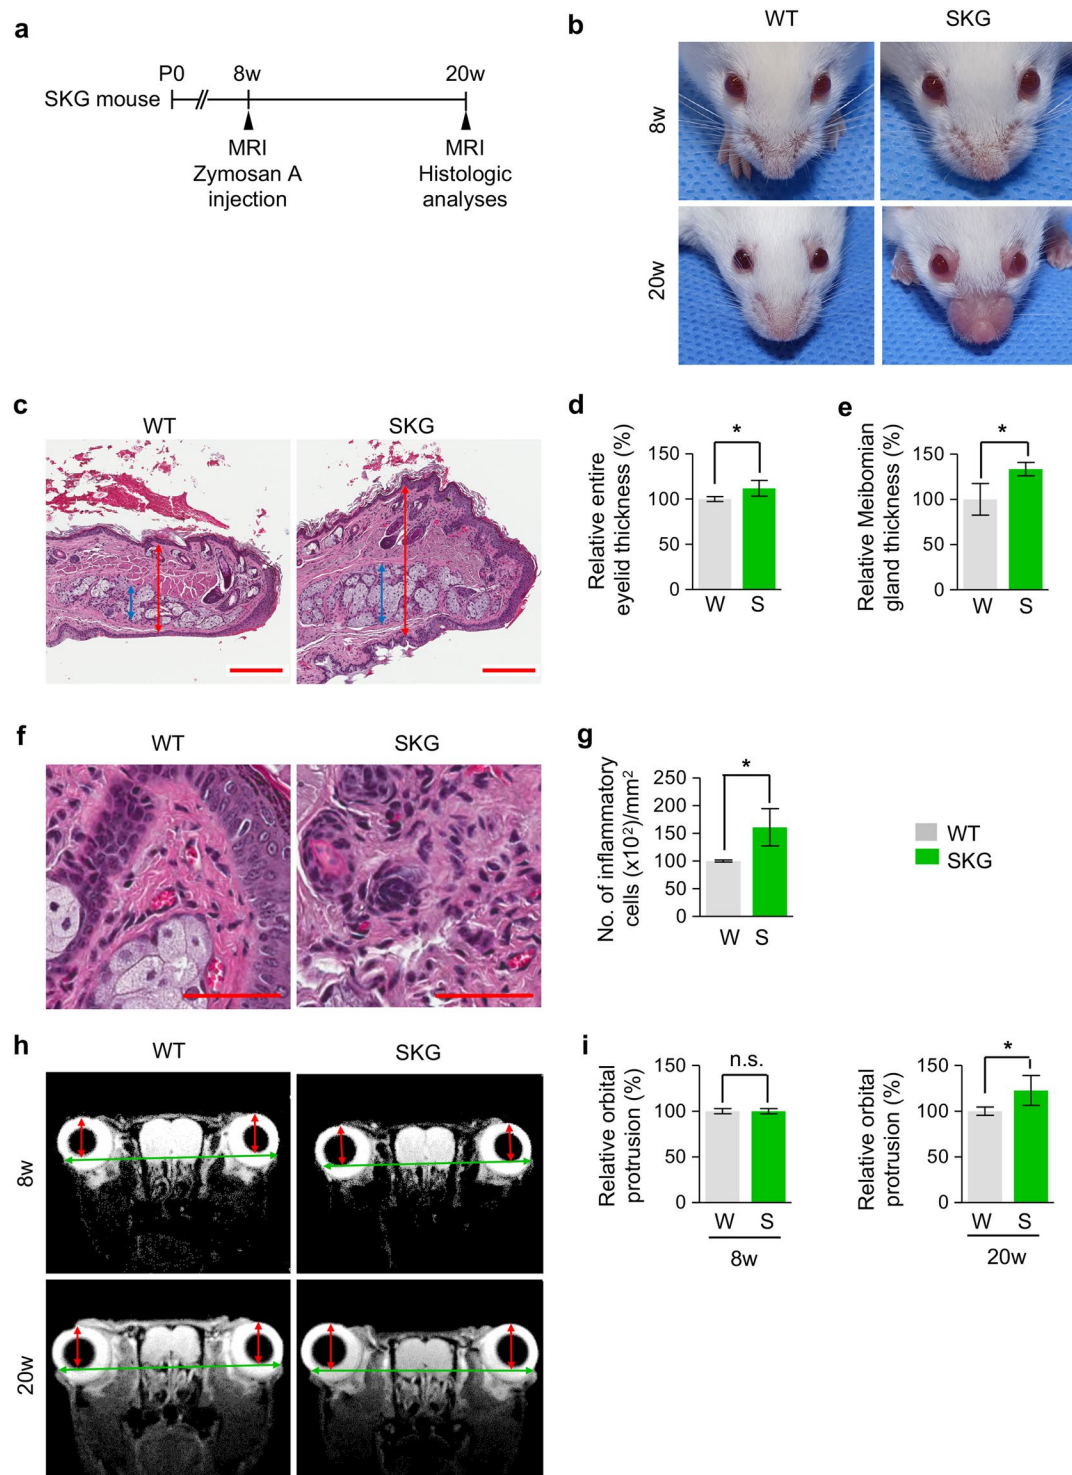 a
P0 8w 20w
SKG mouse
MRI
Zymosan A
injection
MRI
Histologic
analyses
b
WT SKG
8w
20w
c
WT SKG
d
Relative entire
eyelid thickness (%)
150
100
50
0
*
W S
e
Relative Meibomian
gland thickness (%)
150
100
50
0
*
W S
f
WT SKG
g
No. of inflammatory
cells (x10²)/mm²
250
200
150
100
50
0
*
W S
WT
SKG
h
WT SKG
8w
20w
i
Relative orbital
protrusion (%)
150
100
50
0
n.s.
W S
8w
Relative orbital
protrusion (%)
150
100
50
0
*
W S
20w